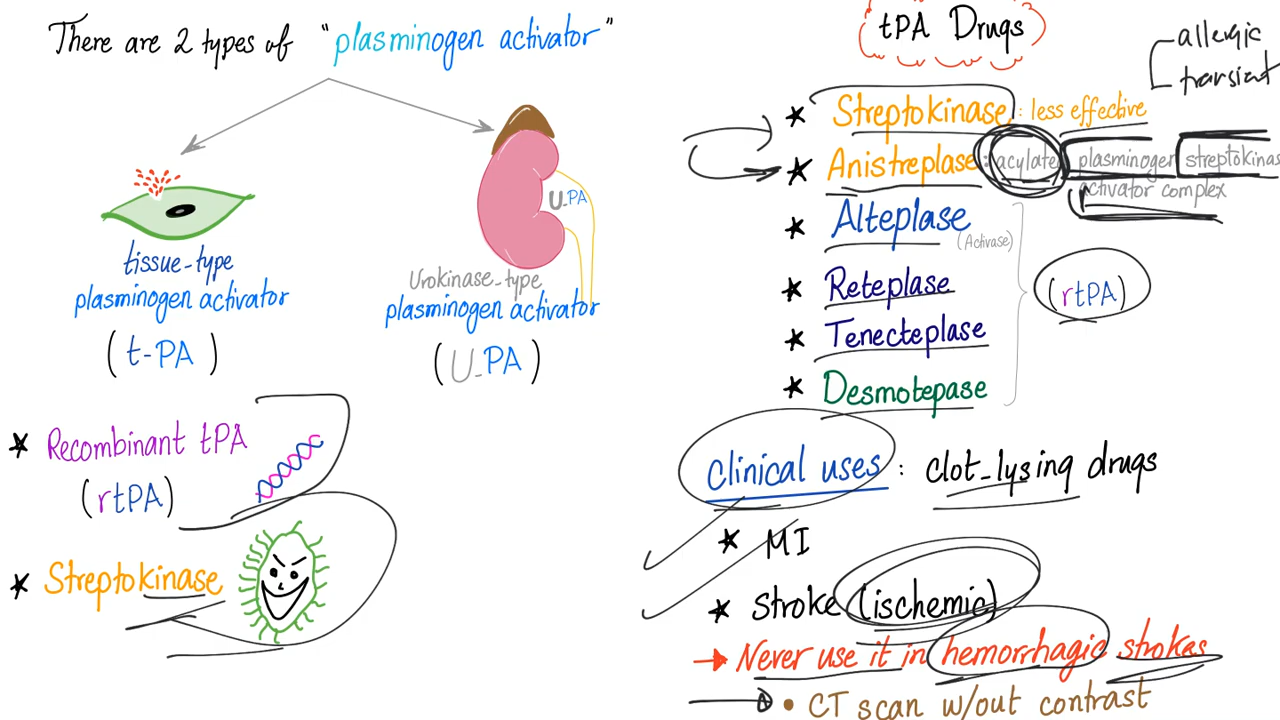 There are 2 types of "plasminogen activator"
tissue-type
plasminogen activator
(t-PA)
U-PA
Urokinase-type
plasminogen activator
(U-PA)
* Recombinant tPA
(rtPA)
* Streptokinase
tPA Drugs
allergic
transient
* Streptokinase: less effective
* Anistreplase: acylated plasminogen streptokinas
activator complex
* Alteplase
(Activase)
* Reteplase
(rtPA)
* Tenecteplase
* Desmotepase
Clinical uses: clot-lysing drugs
* MI
* Stroke (ischemic)
→ Never use it in hemorrhagic strokes
• CT scan w/out contrast